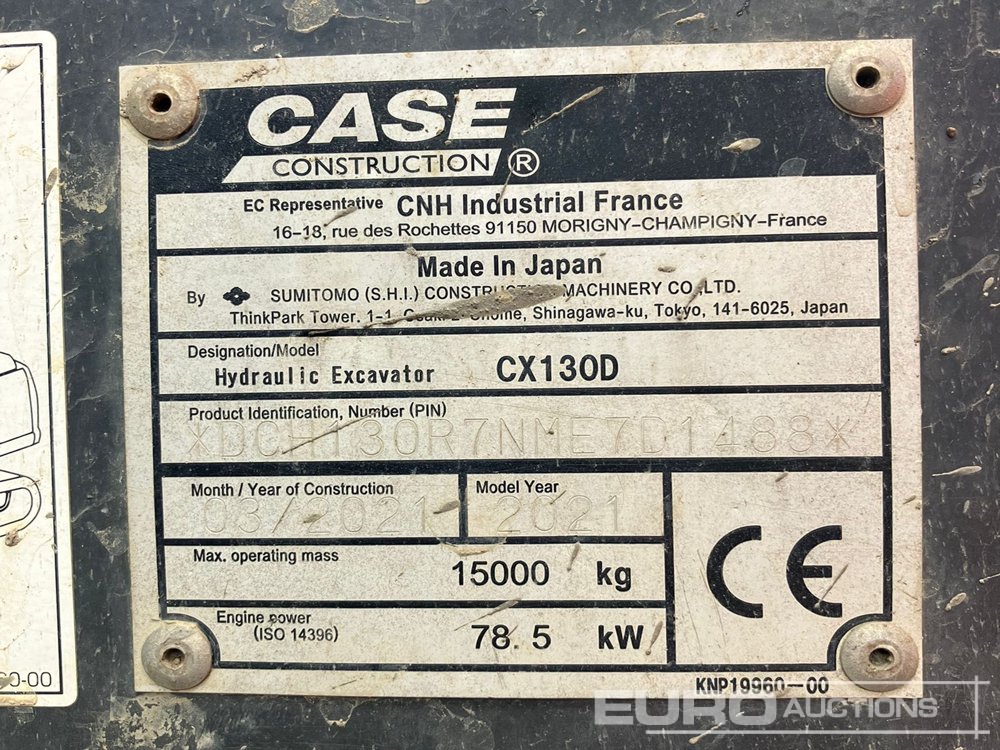 CASE
CONSTRUCTION ®
EC Representative CNH Industrial France
16-18, rue des Rochettes 91150 MORIGNY-CHAMPIGNY-France
Made In Japan
By SUMITOMO (S.H.I.) CONSTRUCTION MACHINERY CO.,LTD.
ThinkPark Tower. 1-1, Shinagawa-ku, Tokyo, 141-6025, Japan
Designation/Model
Hydraulic Excavator CX130D
Product Identification, Number (PIN)
*DCH130R7NME7D1488*
Month / Year of Construction
03/2021
Model Year
2021
Max. operating mass
15000 kg
Engine power
(ISO 14396)
78.5 kW
CE
KNP19960-00
60-00
EURO AUCTIONS